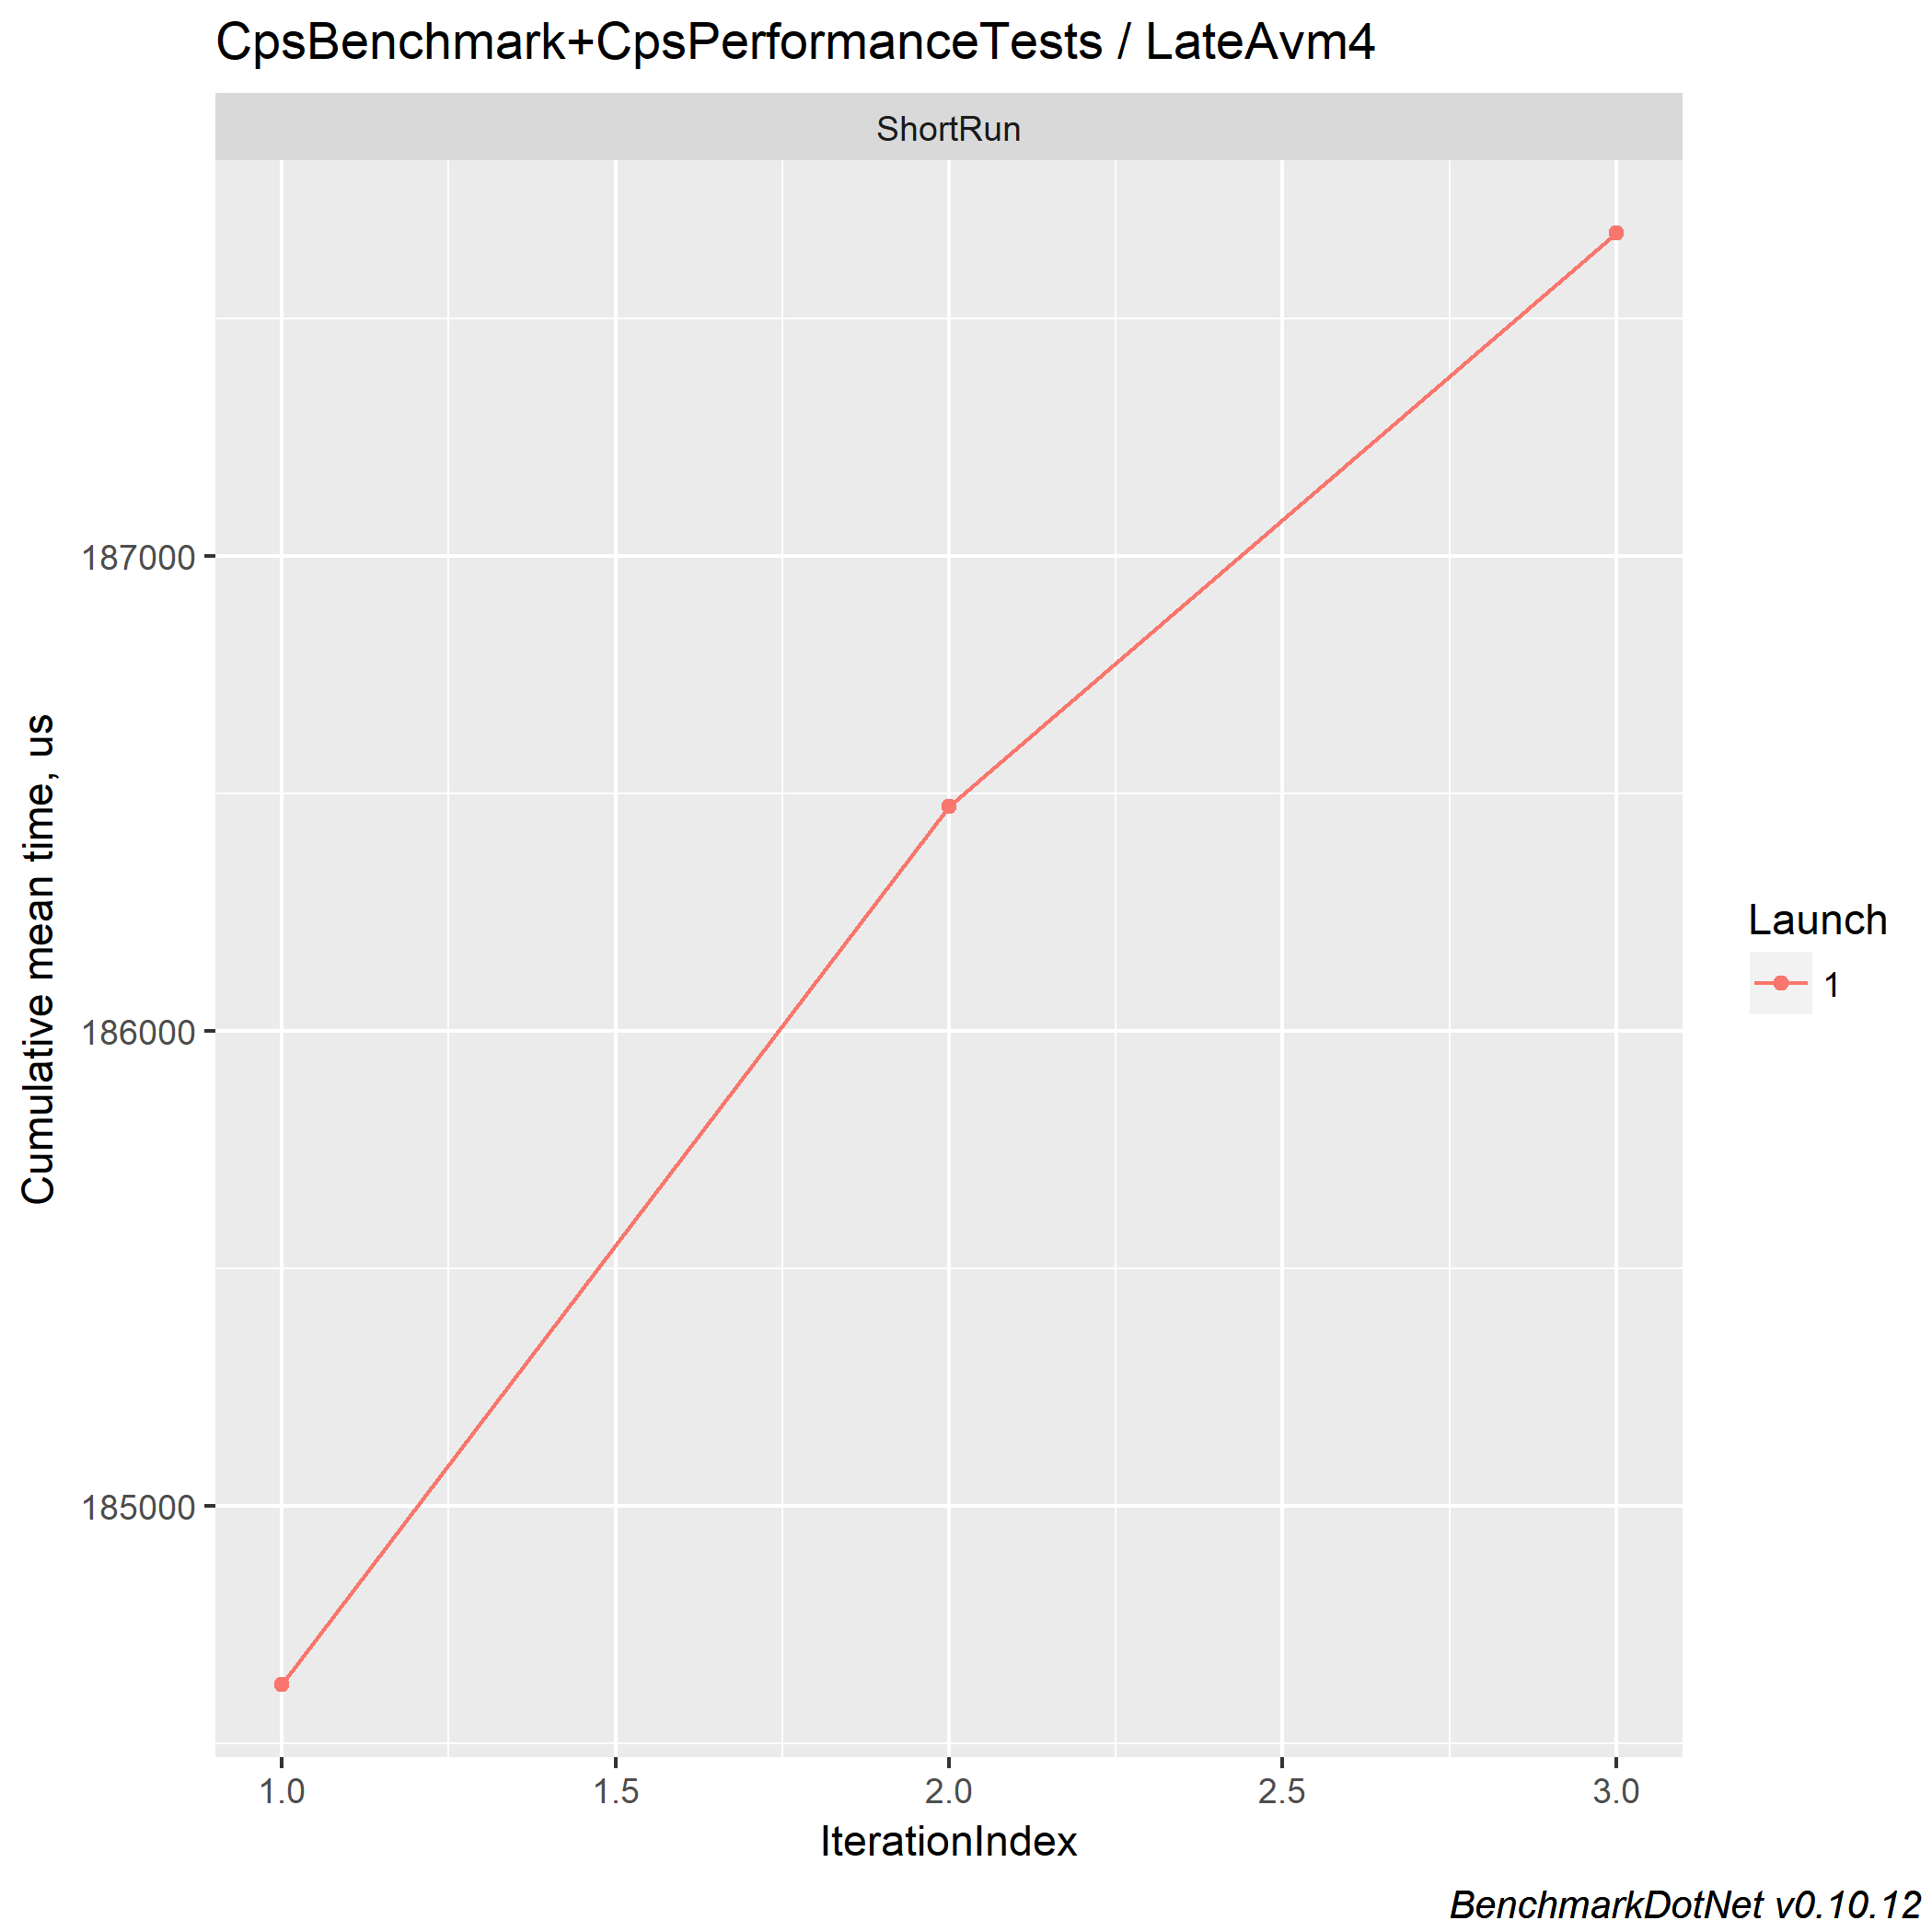 CpsBenchmark+CpsPerformanceTests / LateAvm4
ShortRun
Cumulative mean time, us
187000
186000
185000
1.0 1.5 2.0 2.5 3.0
IterationIndex
Launch
1
BenchmarkDotNet v0.10.12